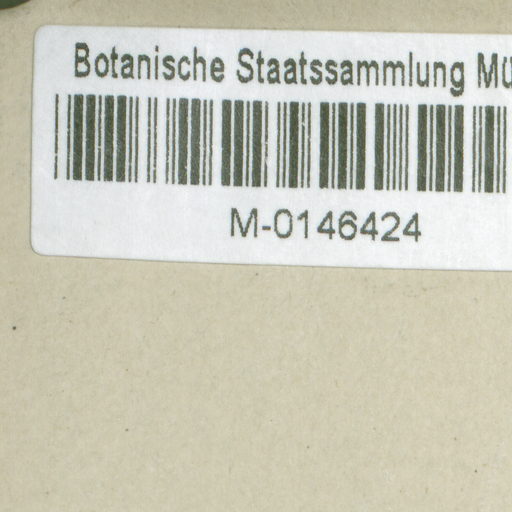 Botanische Staatssammlung Mü
M-0146424